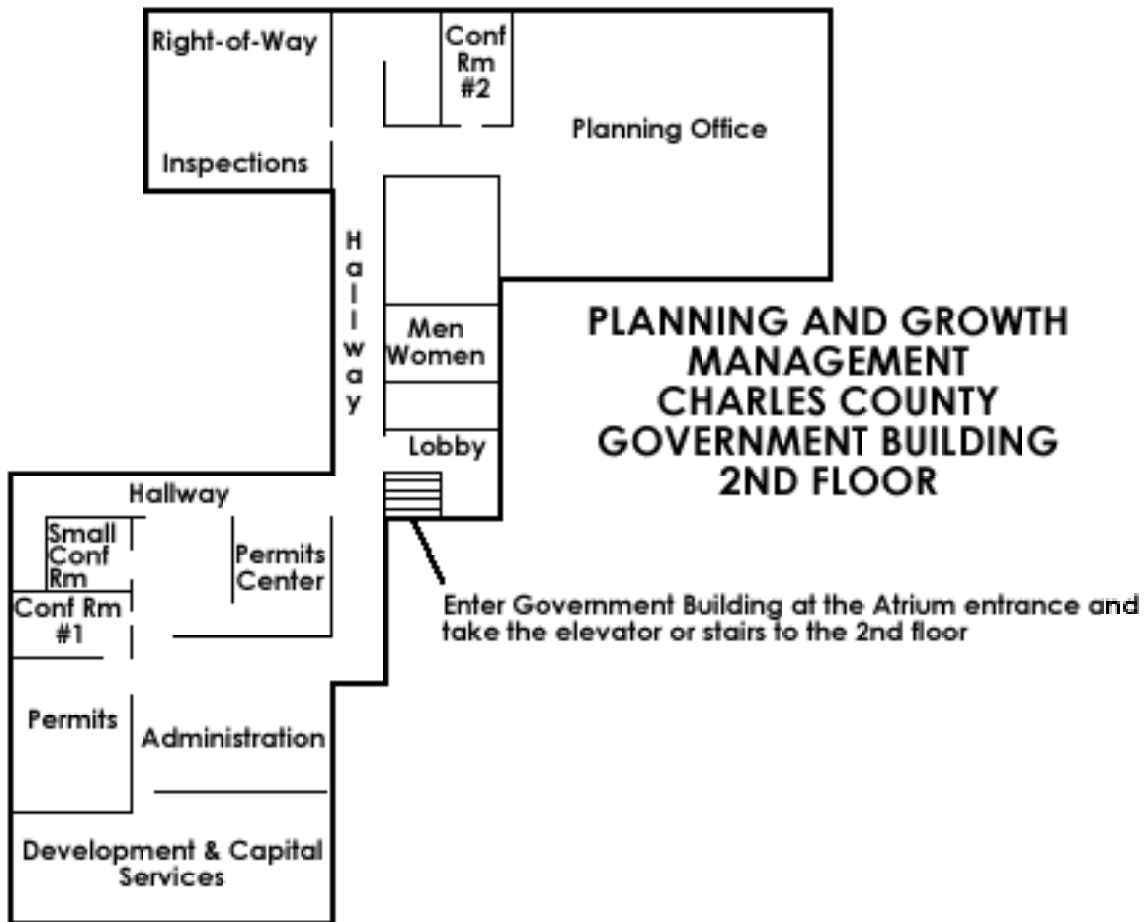 Right-of-Way
Conf
Rm
#2
Planning Office
Inspections
Hallway
Men
Women
Lobby
PLANNING AND GROWTH
MANAGEMENT
CHARLES COUNTY
GOVERNMENT BUILDING
2ND FLOOR
Hallway
Small
Conf
Rm
Permits
Center
Conf Rm
#1
Enter Government Building at the Atrium entrance and
take the elevator or stairs to the 2nd floor
Permits
Administration
Development & Capital
Services